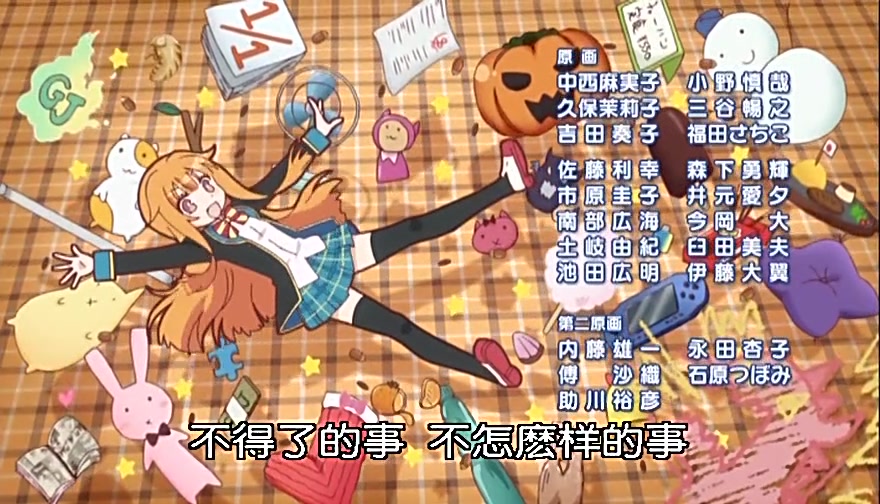 GJ
1/1
原画
中西麻実子 小野慎哉
久保茉莉子 三谷暢之
吉田奏子 福田さちこ
佐藤利幸 森下勇輝
市原圭子 井元愛夕
南部広海 今岡大
土岐由紀 臼田美夫
池田広明 伊藤大翼
第二原画
内藤雄一 永田杏子
傅沙織 石原つぼみ
助川裕彦
不得了的事 不怎麽样的事